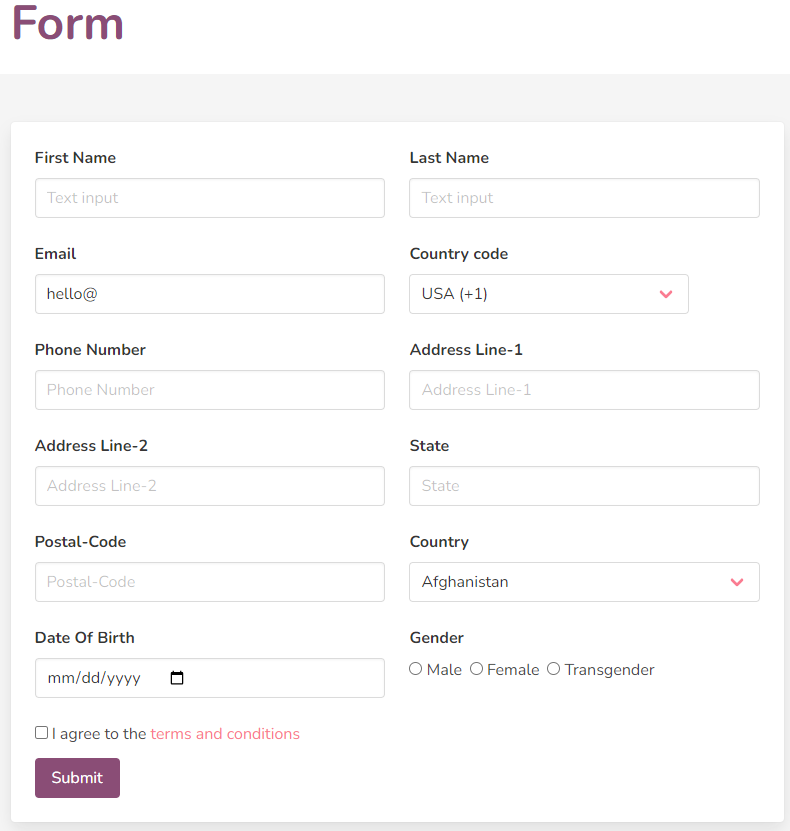 Form
First Name Last Name
Text input Text input
Email Country code
hello@ USA (+1)
Phone Number Address Line-1
Phone Number Address Line-1
Address Line-2 State
Address Line-2 State
Postal-Code Country
Postal-Code Afghanistan
Date Of Birth Gender
mm/dd/yyyy Male Female Transgender
I agree to the terms and conditions
Submit